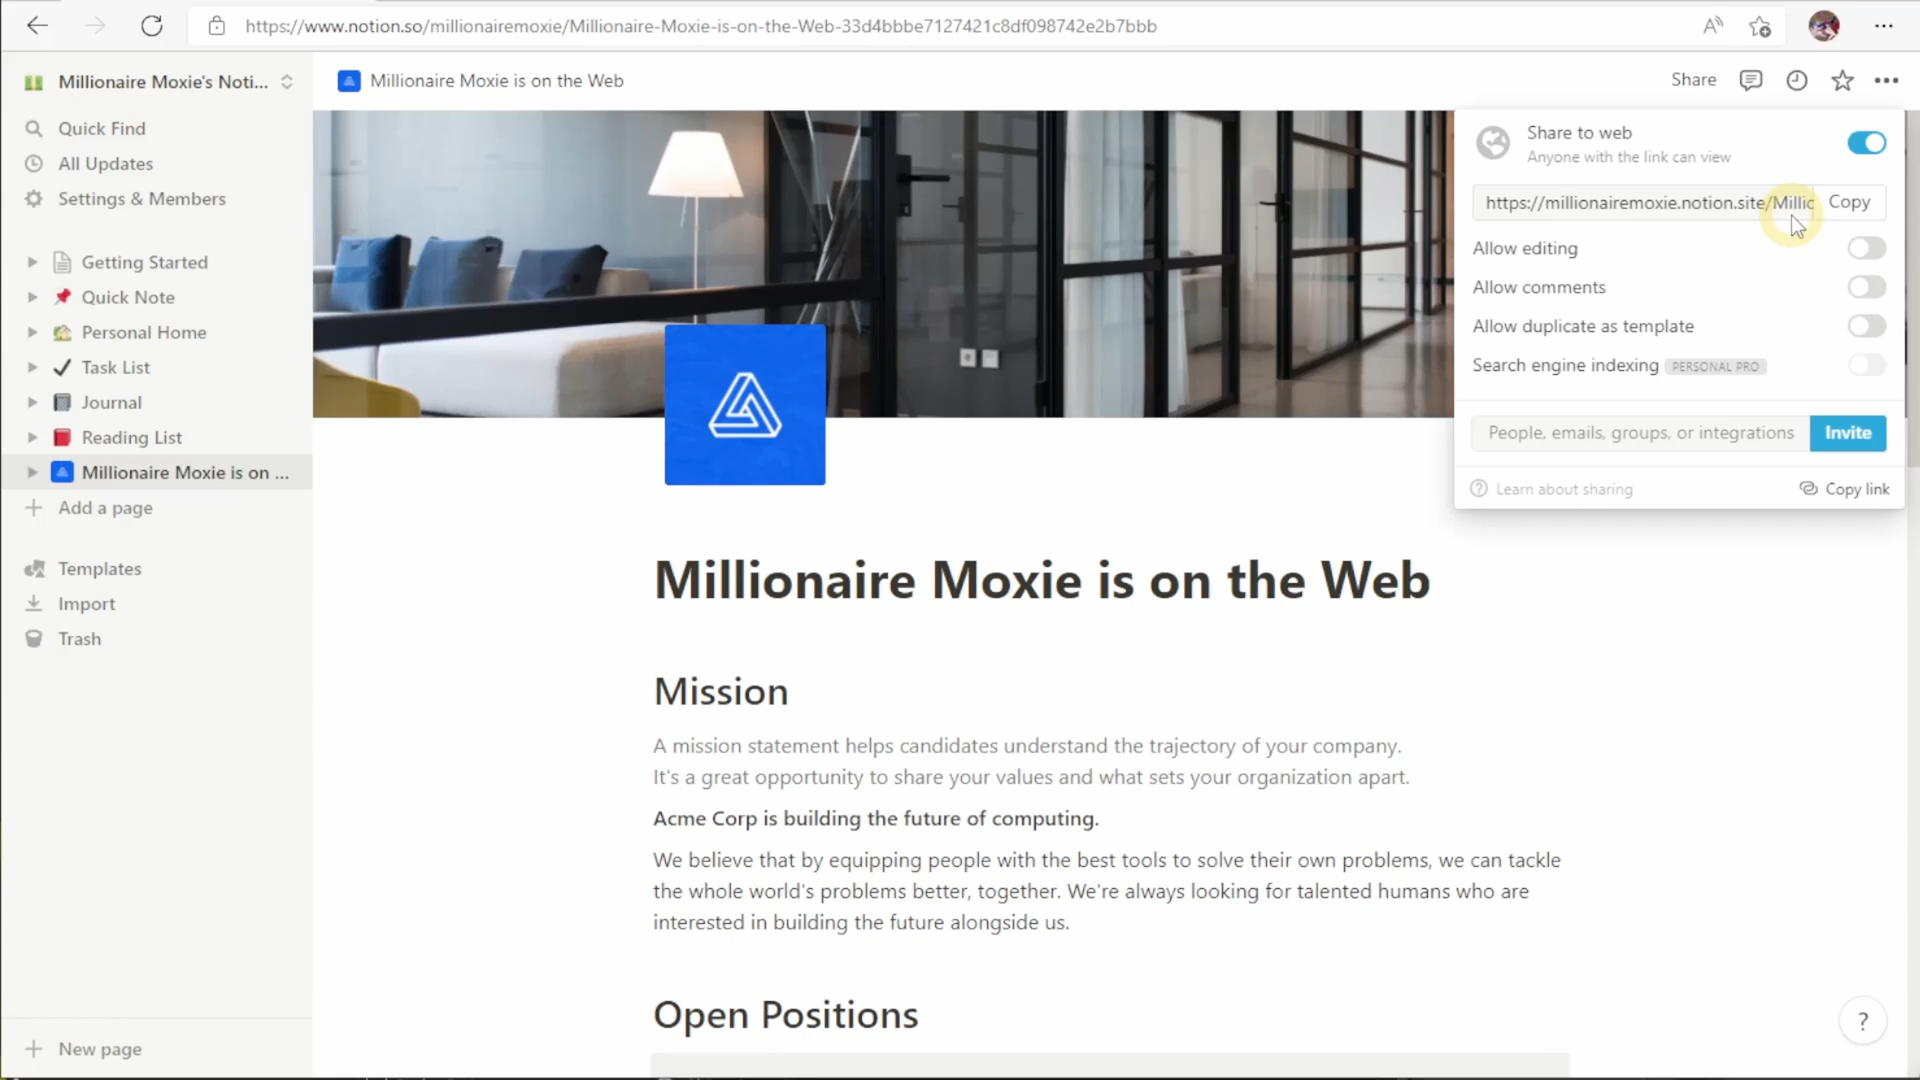 https://www.notion.so/millionairemoxie/Millionaire-Moxie-is-on-the-Web-33d4bbbe7127421c8df098742e2b7bbb
Millionaire Moxie's Noti...
Quick Find
All Updates
Settings & Members
Getting Started
Quick Note
Personal Home
Task List
Journal
Reading List
Millionaire Moxie is on ...
Add a page
Templates
Import
Trash
New page
Millionaire Moxie is on the Web
Share
Share to web
Anyone with the link can view
https://millionairemoxie.notion.site/Millic Copy
Allow editing
Allow comments
Allow duplicate as template
Search engine indexing PERSONAL PRO
People, emails, groups, or integrations Invite
Learn about sharing Copy link
Millionaire Moxie is on the Web
Mission
A mission statement helps candidates understand the trajectory of your company.
It's a great opportunity to share your values and what sets your organization apart.
Acme Corp is building the future of computing.
We believe that by equipping people with the best tools to solve their own problems, we can tackle
the whole world's problems better, together. We're always looking for talented humans who are
interested in building the future alongside us.
Open Positions
?